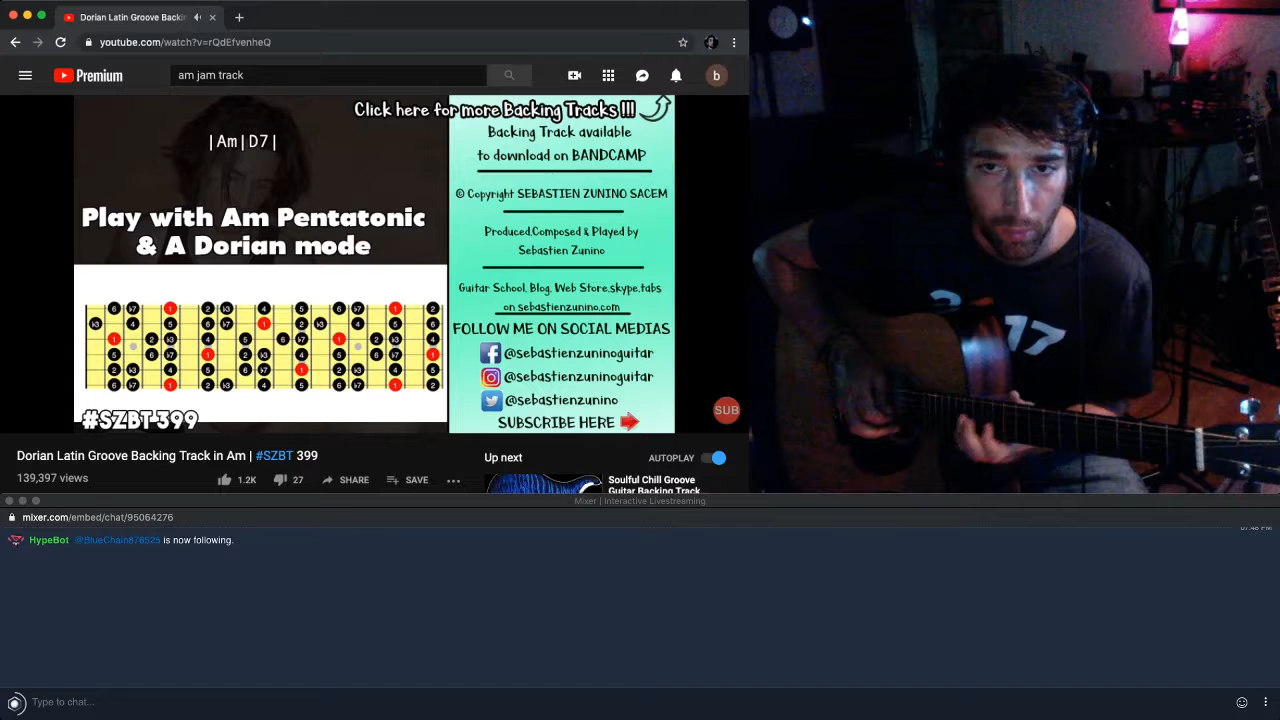 Dorian Latin Groove Backin
youtube.com/watch?v=rQdEfvenheQ
Premium
am jam track
b
Click here for more Backing Tracks !!!
|Am|D7|
Play with Am Pentatonic
& A Dorian mode
#SZBT 399
Backing Track available
to download on BANDCAMP
© Copyright SEBASTIEN ZUNINO SACEM
Produced,Composed & Played by
Sebastien Zunino
Guitar School, Blog, Web Store,skype,tabs
on sebastienzunino.com
FOLLOW ME ON SOCIAL MEDIAS
@sebastienzuninoguitar
@sebastienzuninoguitar
@sebastienzunino
SUBSCRIBE HERE
SUB
Dorian Latin Groove Backing Track in Am | #SZBT 399
139,397 views
1.2K
27
SHARE
SAVE
Up next
AUTOPLAY
Soulful Chill Groove
Guitar Backing Track
17
Mixer | Interactive Livestreaming
mixer.com/embed/chat/95064276
07:48 PM
HypeBot @BlueChain876525 is now following.
Type to chat...